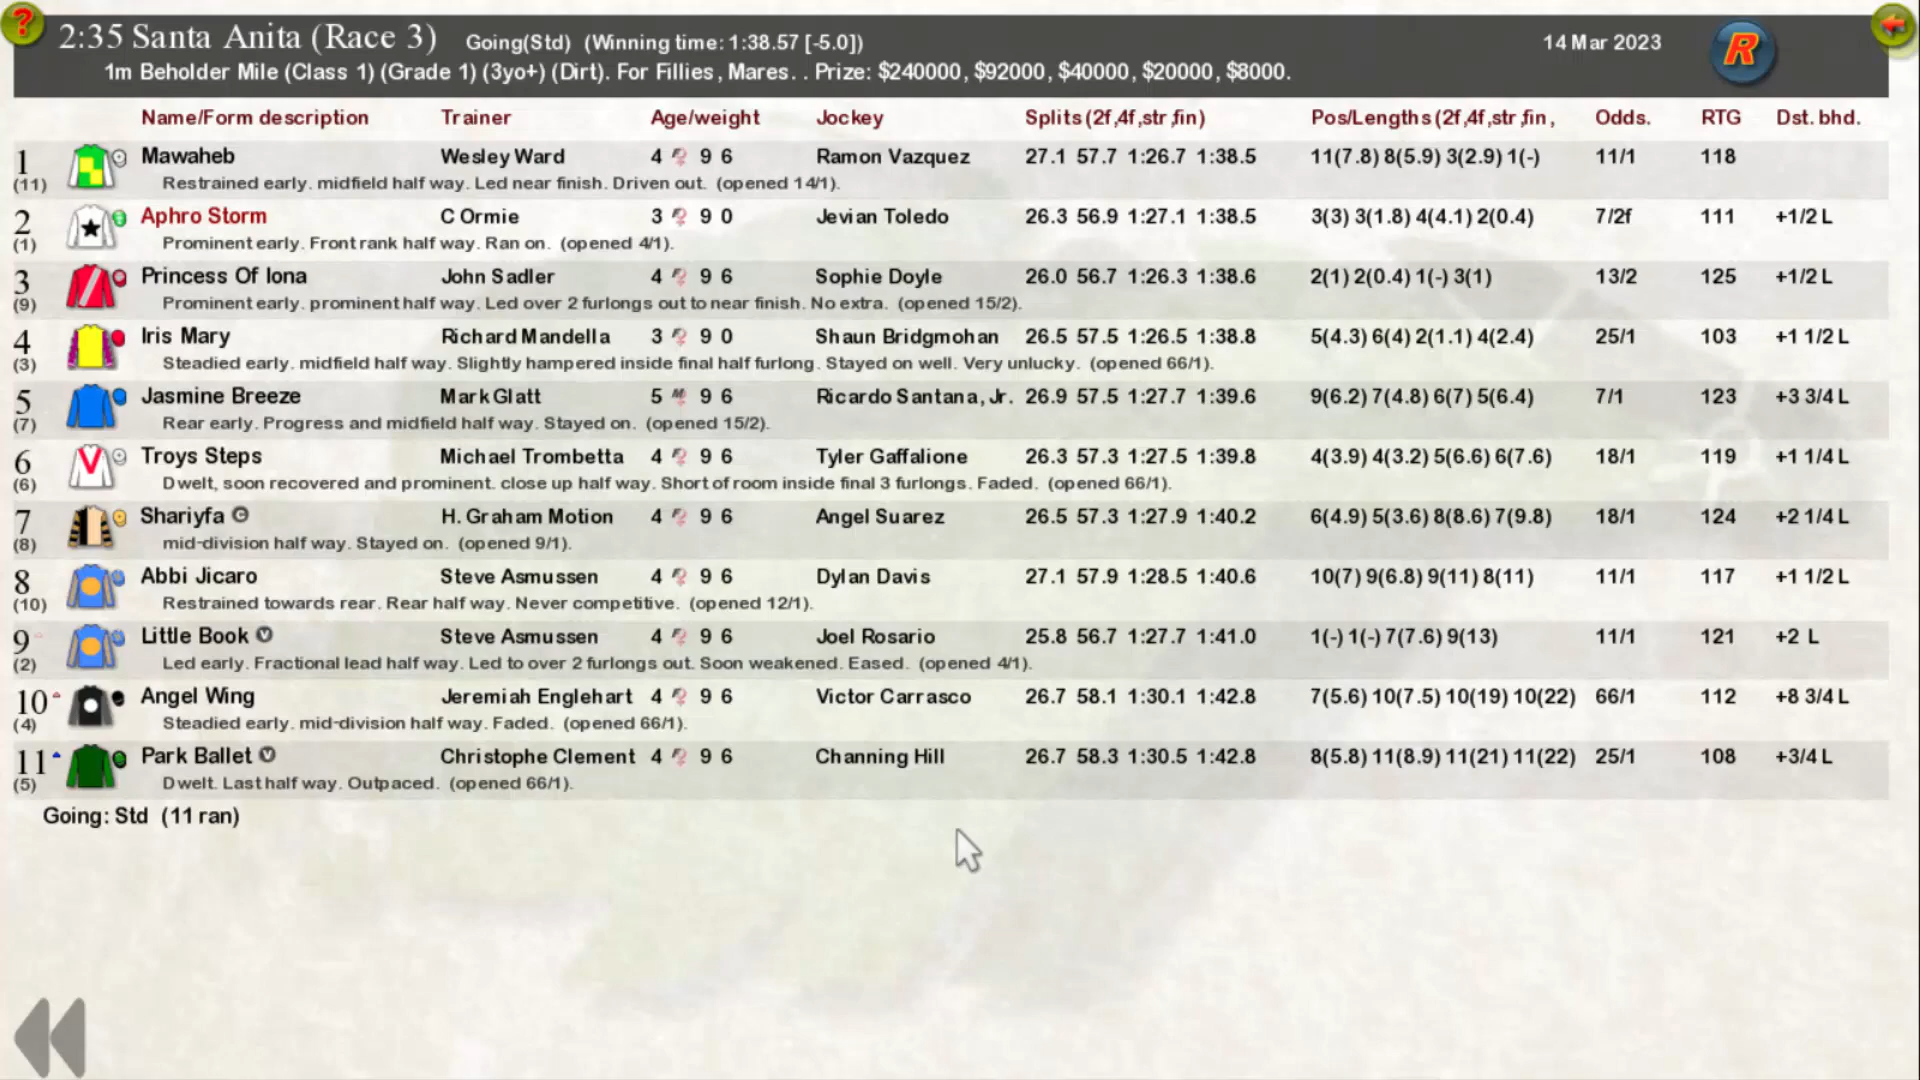 2:35 Santa Anita (Race 3) Going(Std) (Winning time: 1:38.57 [-5.0]) 14 Mar 2023 R
1m Beholder Mile (Class 1) (Grade 1) (3yo+) (Dirt). For Fillies, Mares. . Prize: $240000, $92000, $40000, $20000, $8000.
Name/Form description Trainer Age/weight Jockey Splits (2f,4f,str,fin) Pos/Lengths (2f,4f,str,fin, Odds. RTG Dst. bhd.
1 Mawaheb Wesley Ward 4 F 9 6 Ramon Vazquez 27.1 57.7 1:26.7 1:38.5 11(7.8) 8(5.9) 3(2.9) 1(-) 11/1 118
(11) Restrained early. midfield half way. Led near finish. Driven out. (opened 14/1).
2 Aphro Storm C Ormie 3 F 9 0 Jevian Toledo 26.3 56.9 1:27.1 1:38.5 3(3) 3(1.8) 4(4.1) 2(0.4) 7/2f 111 +1/2 L
(1) Prominent early. Front rank half way. Ran on. (opened 4/1).
3 Princess Of Iona John Sadler 4 F 9 6 Sophie Doyle 26.0 56.7 1:26.3 1:38.6 2(1) 2(0.4) 1(-) 3(1) 13/2 125 +1/2 L
(9) Prominent early. prominent half way. Led over 2 furlongs out to near finish. No extra. (opened 15/2).
4 Iris Mary Richard Mandella 3 F 9 0 Shaun Bridgmohan 26.5 57.5 1:26.5 1:38.8 5(4.3) 6(4) 2(1.1) 4(2.4) 25/1 103 +1 1/2 L
(3) Steadied early. midfield half way. Slightly hampered inside final half furlong. Stayed on well. Very unlucky. (opened 66/1).
5 Jasmine Breeze Mark Glatt 5 M 9 6 Ricardo Santana, Jr. 26.9 57.5 1:27.7 1:39.6 9(6.2) 7(4.8) 6(7) 5(6.4) 7/1 123 +3 3/4 L
(7) Rear early. Progress and midfield half way. Stayed on. (opened 15/2).
6 Troys Steps Michael Trombetta 4 F 9 6 Tyler Gaffalione 26.3 57.3 1:27.5 1:39.8 4(3.9) 4(3.2) 5(6.6) 6(7.6) 18/1 119 +1 1/4 L
(6) Dwelt, soon recovered and prominent. close up half way. Short of room inside final 3 furlongs. Faded. (opened 66/1).
7 Shariyfa C H. Graham Motion 4 F 9 6 Angel Suarez 26.5 57.3 1:27.9 1:40.2 6(4.9) 5(3.6) 8(8.6) 7(9.8) 18/1 124 +2 1/4 L
(8) mid-division half way. Stayed on. (opened 9/1).
8 Abbi Jicaro Steve Asmussen 4 F 9 6 Dylan Davis 27.1 57.9 1:28.5 1:40.6 10(7) 9(6.8) 9(11) 8(11) 11/1 117 +1 1/2 L
(10) Restrained towards rear. Rear half way. Never competitive. (opened 12/1).
9 Little Book V Steve Asmussen 4 F 9 6 Joel Rosario 25.8 56.7 1:27.7 1:41.0 1(-) 1(-) 7(7.6) 9(13) 11/1 121 +2 L
(2) Led early. Fractional lead half way. Led to over 2 furlongs out. Soon weakened. Eased. (opened 4/1).
10 Angel Wing Jeremiah Englehart 4 F 9 6 Victor Carrasco 26.7 58.1 1:30.1 1:42.8 7(5.6) 10(7.5) 10(19) 10(22) 66/1 112 +8 3/4 L
(4) Steadied early. mid-division half way. Faded. (opened 66/1).
11 Park Ballet V Christophe Clement 4 F 9 6 Channing Hill 26.7 58.3 1:30.5 1:42.8 8(5.8) 11(8.9) 11(21) 11(22) 25/1 108 +3/4 L
(5) Dwelt. Last half way. Outpaced. (opened 66/1).
Going: Std (11 ran)